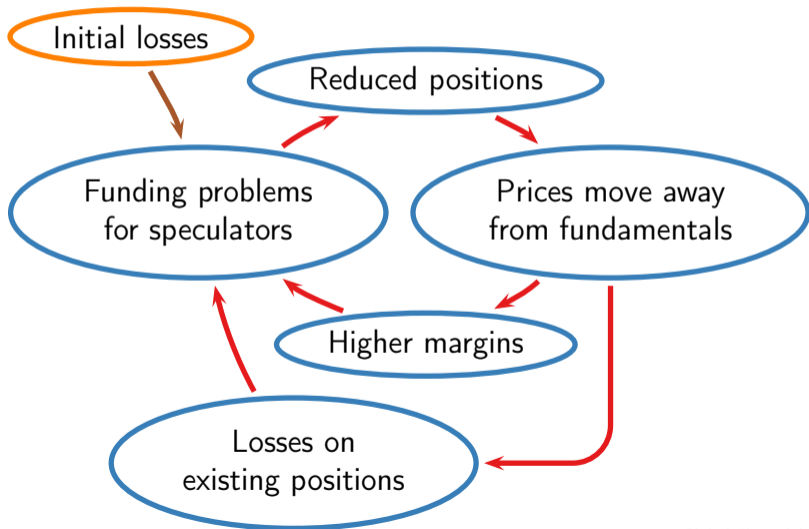 Initial losses
Reduced positions
Funding problems
for speculators
Prices move away
from fundamentals
Higher margins
Losses on
existing positions